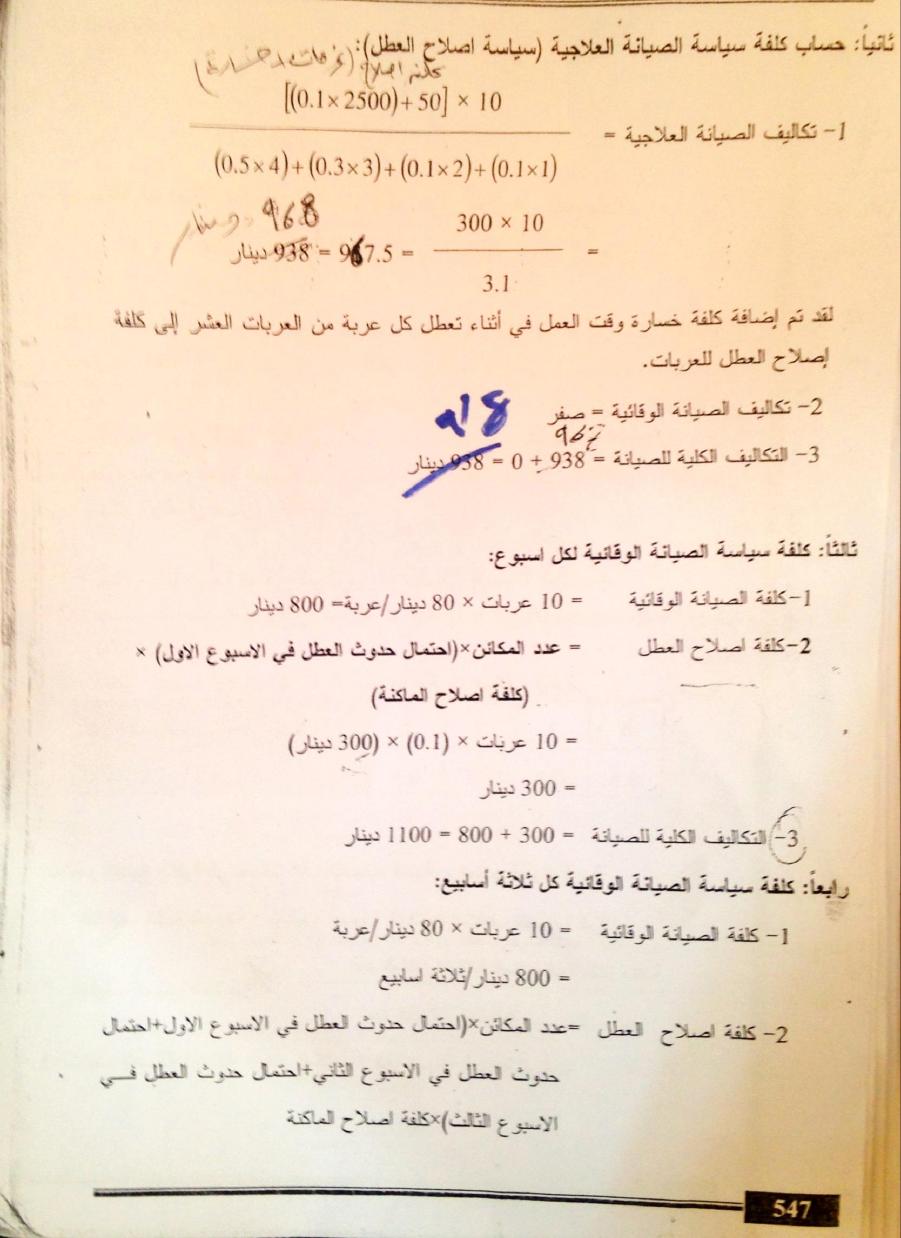 ثانياً: حساب كلفة سياسة الصيانة العلاجية (سياسة اصلاح العطل):
كلفة اصلاح
[(0.1×2500)+50] × 10
1- تكاليف الصيانة العلاجية =
(0.5×4)+(0.3×3)+(0.1×2)+(0.1×1)
968 دينار
300 × 10
= = 967.5 = 938 دينار
3.1
لقد تم إضافة كلفة خسارة وقت العمل في أثناء تعطل كل عربة من العربات العشر إلى كلفة
إصلاح العطل للعربات.
2- تكاليف الصيانة الوقائية = صفر
3- التكاليف الكلية للصيانة = 938 + 0 = 938 دينار
ثالثاً: كلفة سياسة الصيانة الوقائية لكل اسبوع:
1-كلفة الصيانة الوقائية = 10 عربات × 80 دينار/عربة= 800 دينار
2-كلفة اصلاح العطل = عدد المكائن×(احتمال حدوث العطل في الاسبوع الاول) ×
(كلفة اصلاح الماكنة)
= 10 عربات × (0.1) × (300 دينار)
= 300 دينار
3- التكاليف الكلية للصيانة = 300 + 800 = 1100 دينار
رابعاً: كلفة سياسة الصيانة الوقائية كل ثلاثة أسابيع:
1- كلفة الصيانة الوقائية = 10 عربات × 80 دينار/عربة
= 800 دينار/ثلاثة اسابيع
2- كلفة اصلاح العطل =عدد المكائن×(احتمال حدوث العطل في الاسبوع الاول+احتمال
حدوث العطل في الاسبوع الثاني+احتمال حدوث العطل فـــي
الاسبوع الثالث)×كلفة اصلاح الماكنة
547